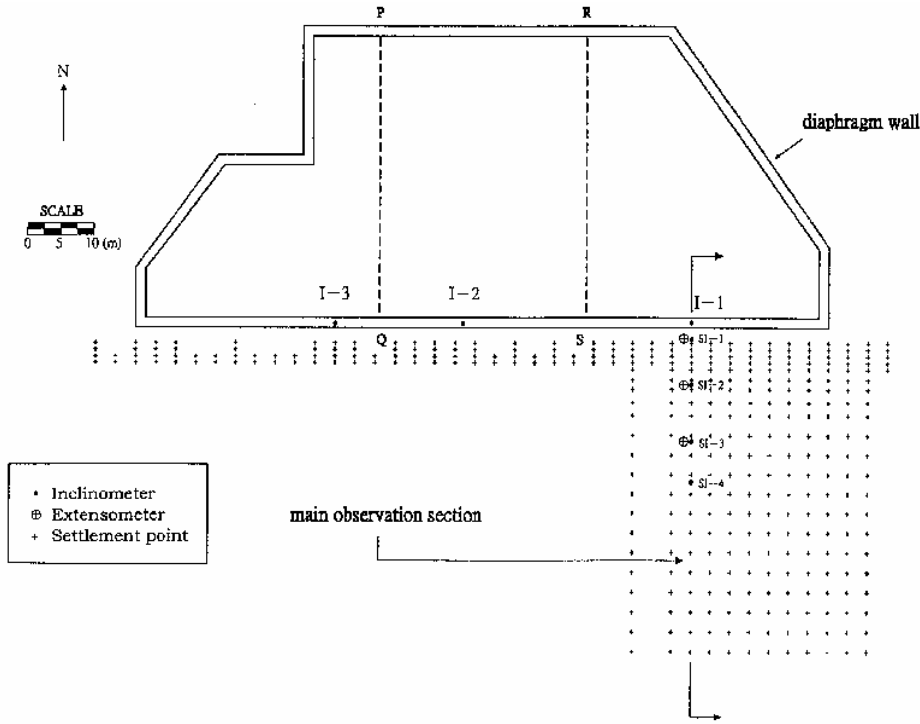 P R
N
diaphragm wall
SCALE
0 5 10 (m)
I-3 I-2 I-1
Q S SI-1
SI-2
SI-3
SI-4
Inclinometer
Extensometer
Settlement point
main observation section